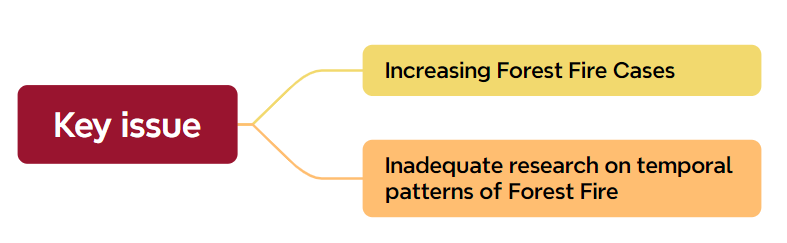 Key issue
Increasing Forest Fire Cases
Inadequate research on temporal
patterns of Forest Fire